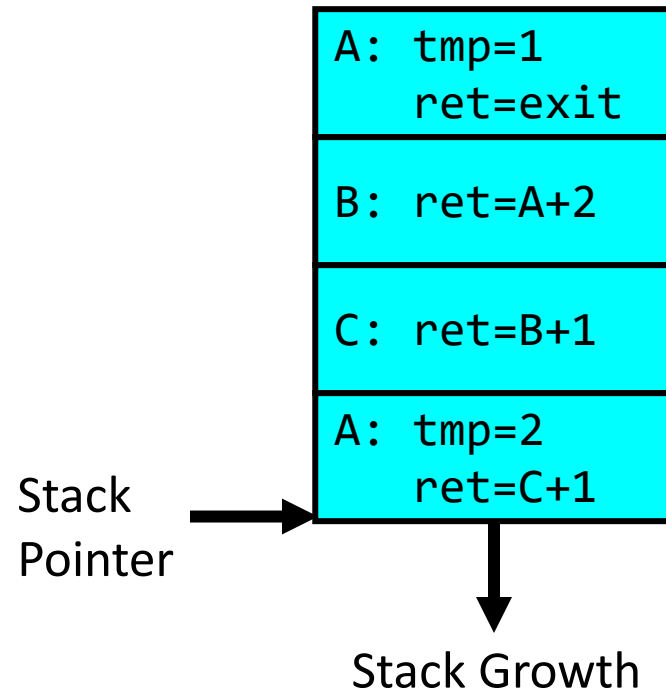 A: tmp=1
ret=exit
B: ret=A+2
C: ret=B+1
A: tmp=2
ret=C+1
Stack
Pointer
Stack Growth